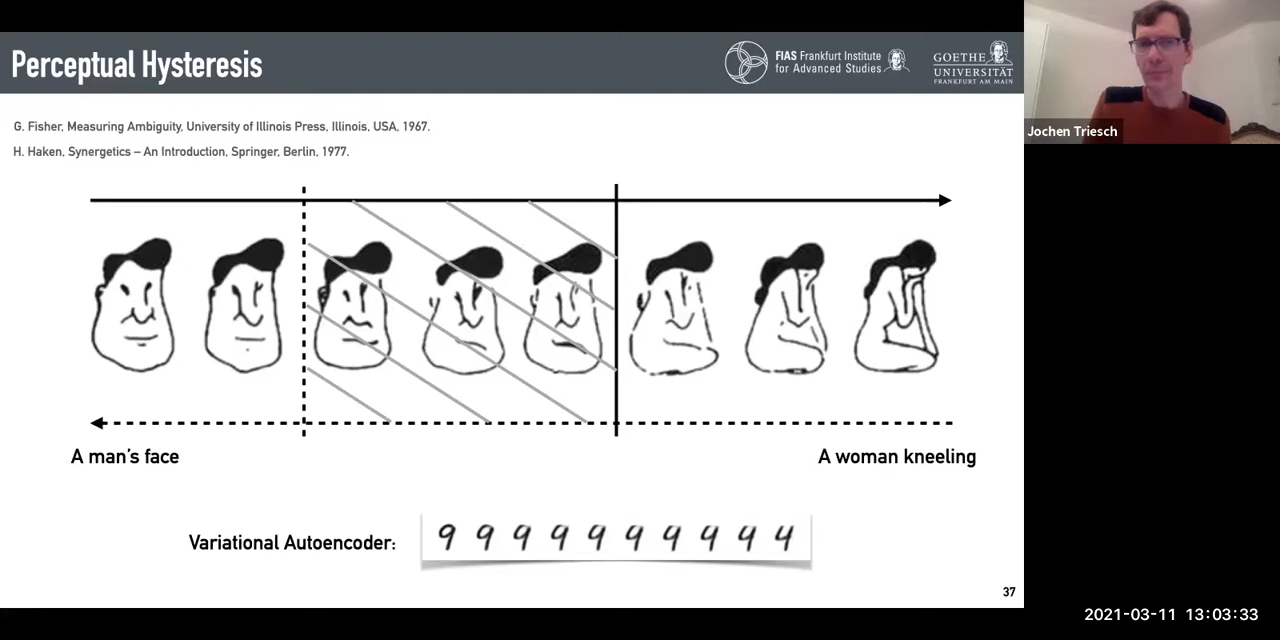 Perceptual Hysteresis
FIAS Frankfurt Institute
for Advanced Studies
GOETHE
UNIVERSITÄT
FRANKFURT AM MAIN
Jochen Triesch
G. Fisher, Measuring Ambiguity, University of Illinois Press, Illinois, USA, 1967.
H. Haken, Synergetics – An Introduction, Springer, Berlin, 1977.
A man's face
A woman kneeling
Variational Autoencoder:
9 9 9 9 9 9 9 9 4 4
37
2021-03-11 13:03:33